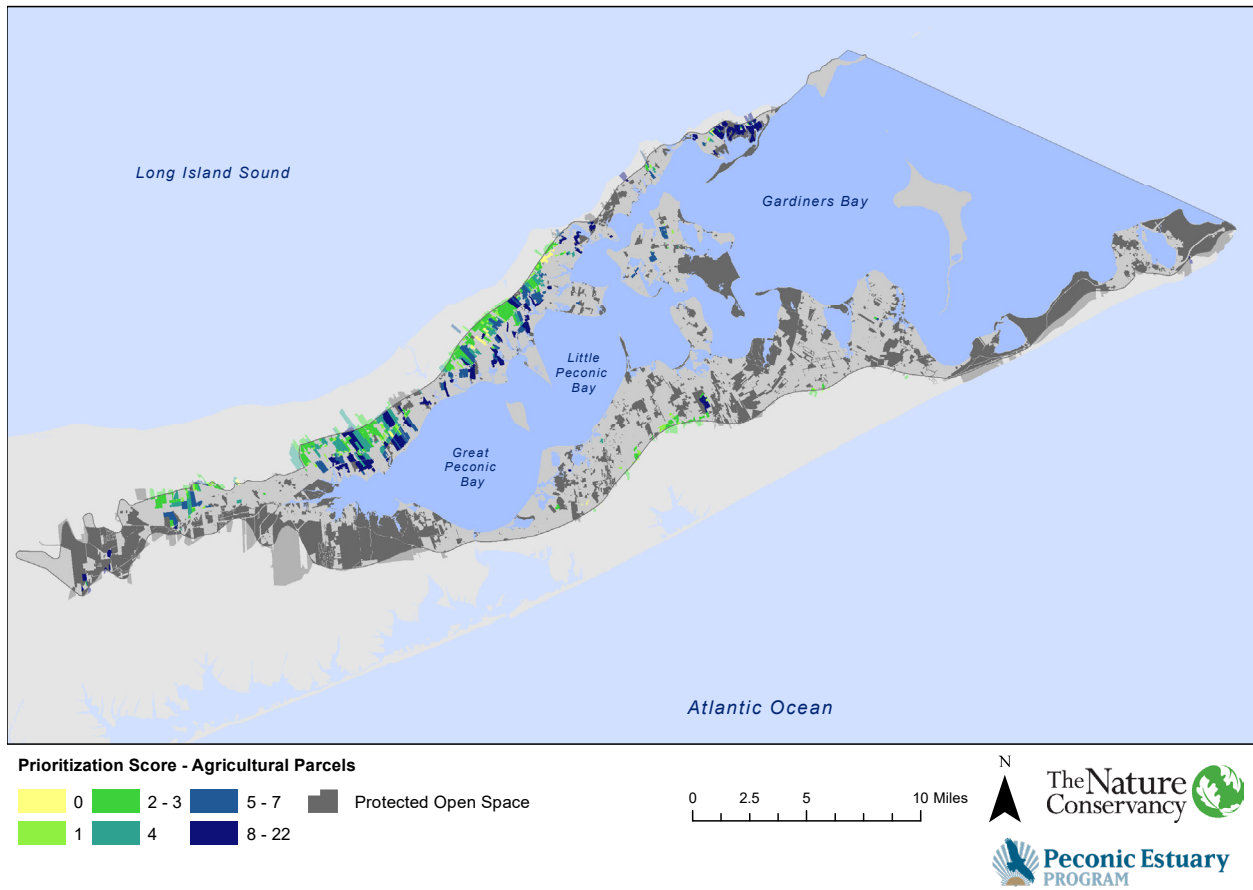 Long Island Sound
Gardiners Bay
Little
Peconic
Bay
Great
Peconic
Bay
Atlantic Ocean
Prioritization Score - Agricultural Parcels
0
2 - 3
5 - 7
Protected Open Space
1
4
8 - 22
0
2.5
5
10 Miles
N
The Nature
Conservancy
Peconic Estuary
PROGRAM